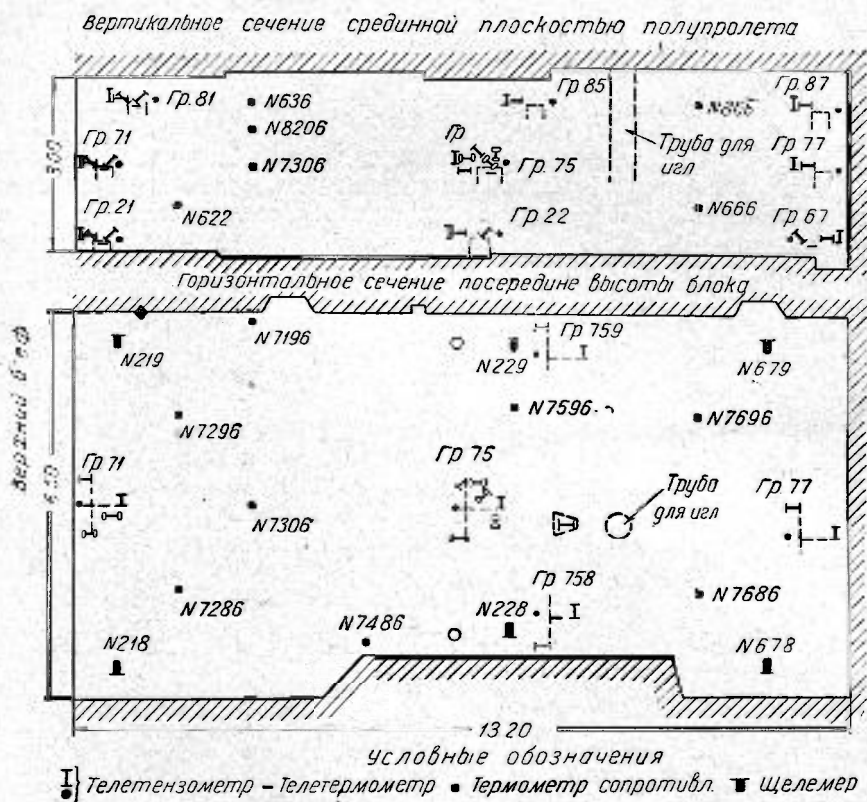 Вертикальное сечение срединной плоскостью полупролета
Гр. 81
N636
Гр 85
Гр. 87
N8206
N866
Гр. 71
Гр
Труба для
игл
Гр. 77
N7306
Гр. 75
3.00
N622
N666
Гр. 21
Гр 22
Гр. 67
Горизонтальное сечение посередине высоты блока
N7196
Гр 759
N219
N229
N679
Верхний бьеф
N7596
N7296
N7696
Гр 71
Гр 75
Труба
для игл
Гр. 77
N7306
Гр 758
N7286
N7686
N7486
N228
N218
N678
13.20
Условные обозначения
Телетензометр – Телетермометр Термометр сопротивл. Щелемер